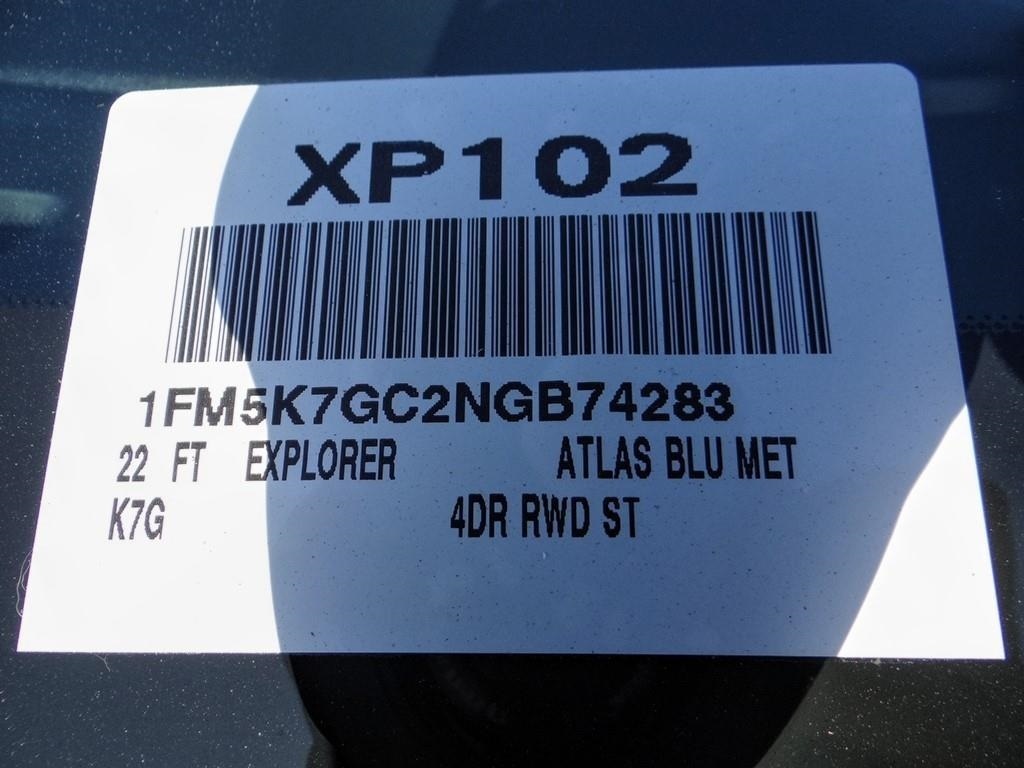 XP102
1FM5K7GC2NGB74283
22 FT EXPLORER ATLAS BLU MET
K7G 4DR RWD ST